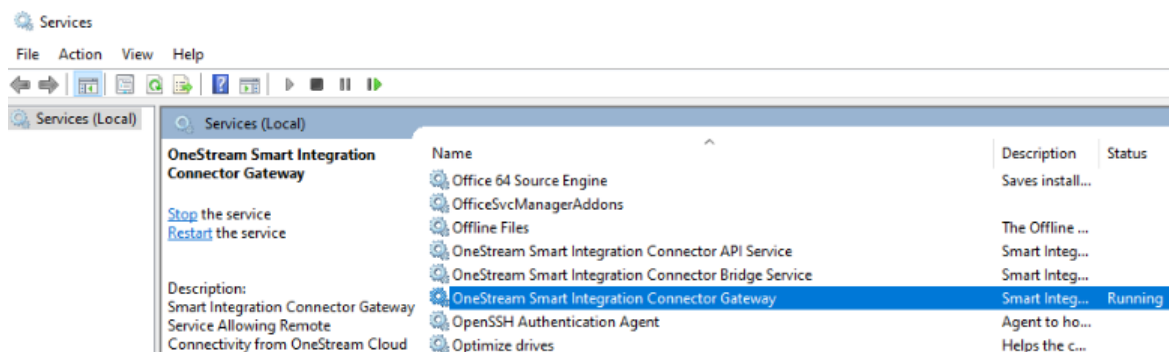 Services
File Action View Help
Services (Local)
Services (Local)
OneStream Smart Integration
Connector Gateway
Stop the service
Restart the service
Description:
Smart Integration Connector Gateway
Service Allowing Remote
Connectivity from OneStream Cloud
Name Description Status
Office 64 Source Engine Saves install...
OfficeSvcManagerAddons
Offline Files The Offline ...
OneStream Smart Integration Connector API Service Smart Integ...
OneStream Smart Integration Connector Bridge Service Smart Integ...
OneStream Smart Integration Connector Gateway Smart Integ... Running
OpenSSH Authentication Agent Agent to ho...
Optimize drives Helps the c...